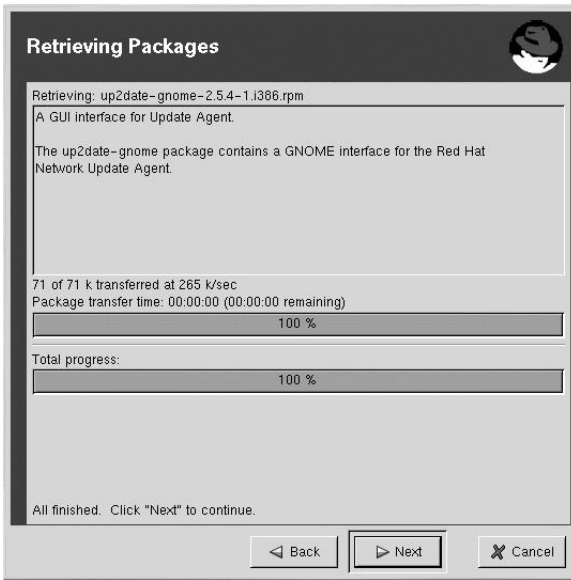 Retrieving Packages
Retrieving: up2date-gnome-2.5.4-1.i386.rpm
A GUI interface for Update Agent.
The up2date-gnome package contains a GNOME interface for the Red Hat
Network Update Agent.
71 of 71 k transferred at 265 k/sec
Package transfer time: 00:00:00 (00:00:00 remaining)
100 %
Total progress:
100 %
All finished. Click "Next" to continue.
Back
Next
Cancel